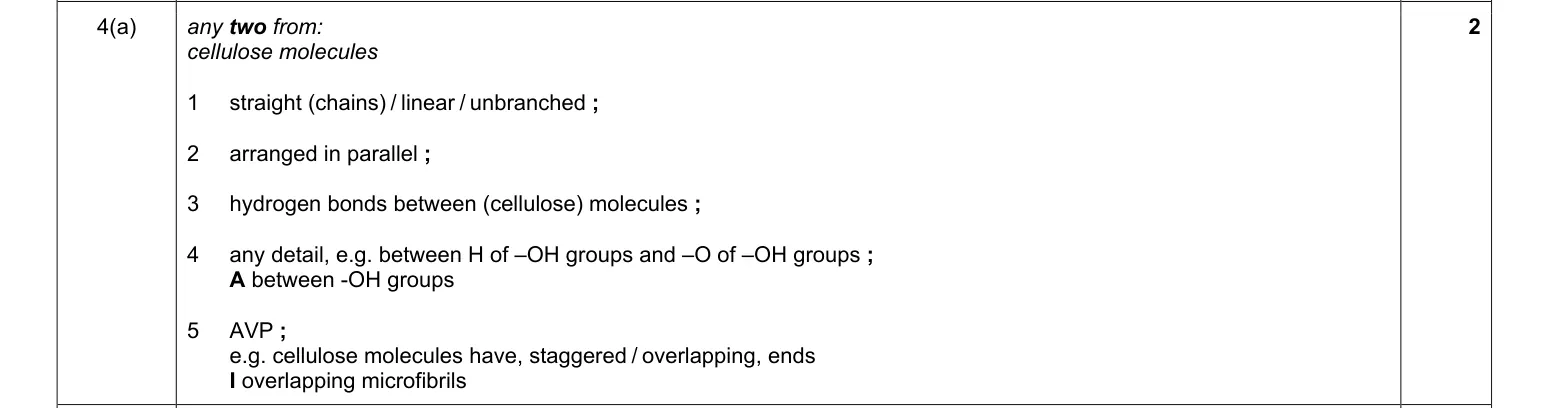 4(a) any two from: 2
cellulose molecules
1 straight (chains) / linear / unbranched ;
2 arranged in parallel ;
3 hydrogen bonds between (cellulose) molecules ;
4 any detail, e.g. between H of –OH groups and –O of –OH groups ;
A between -OH groups
5 AVP ;
e.g. cellulose molecules have, staggered / overlapping, ends
I overlapping microfibrils